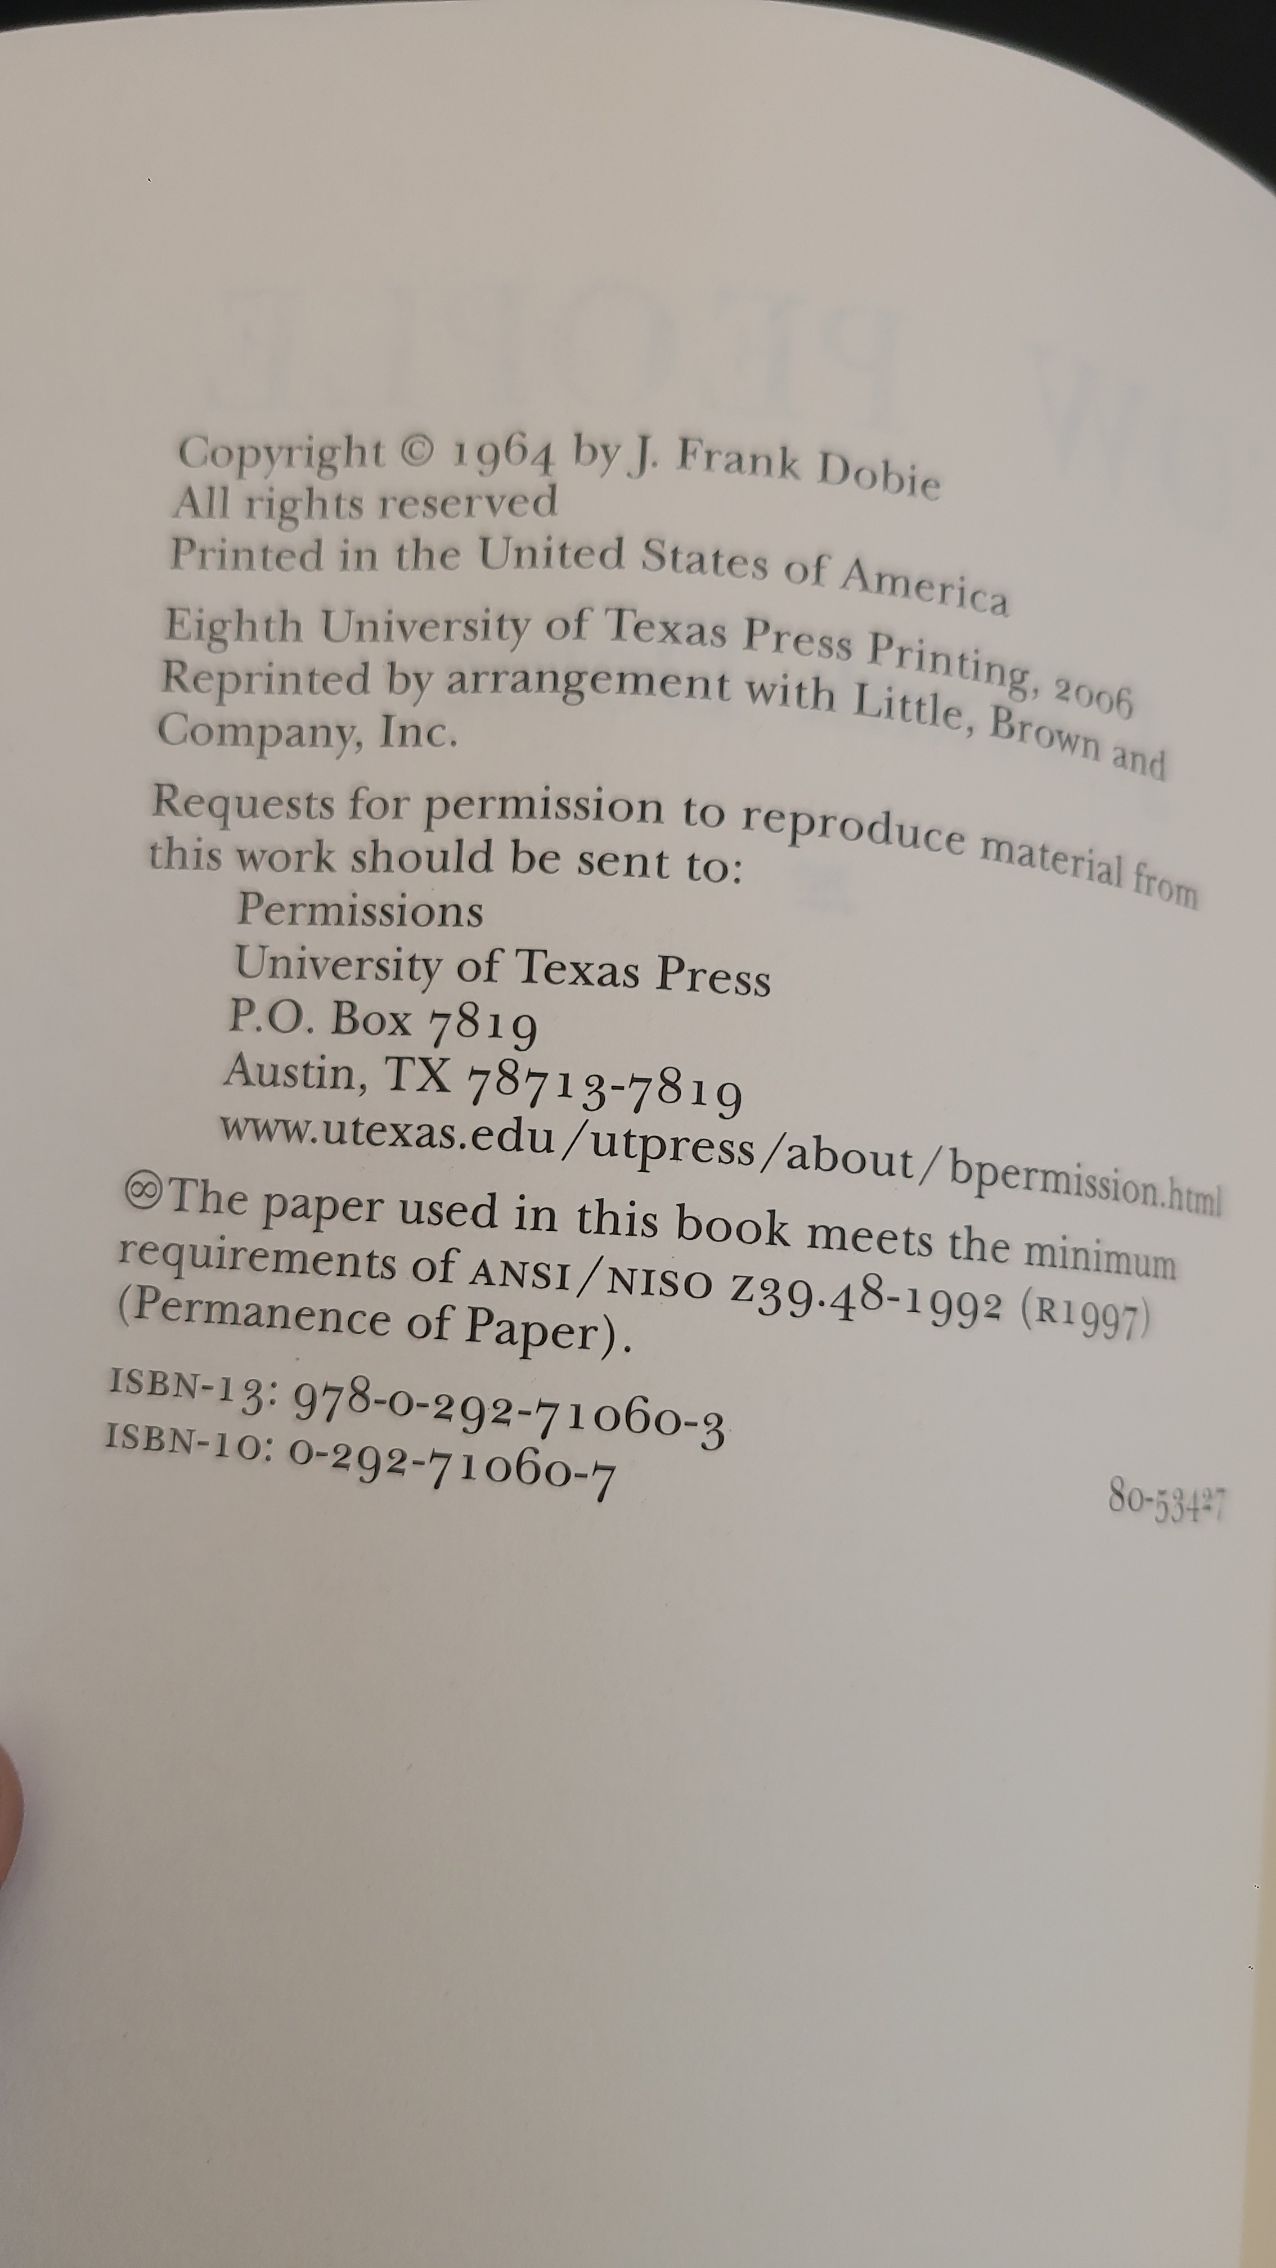 Copyright © 1964 by J. Frank Dobie
All rights reserved
Printed in the United States of America
Eighth University of Texas Press Printing, 2006
Reprinted by arrangement with Little, Brown and
Company, Inc.
Requests for permission to reproduce material from
this work should be sent to:
Permissions
University of Texas Press
P.O. Box 7819
Austin, TX 78713-7819
www.utexas.edu/utpress/about/bpermission.html
♾The paper used in this book meets the minimum
requirements of ANSI/NISO Z39.48-1992 (R1997)
(Permanence of Paper).
ISBN-13: 978-0-292-71060-3
ISBN-10: 0-292-71060-7
80-53427